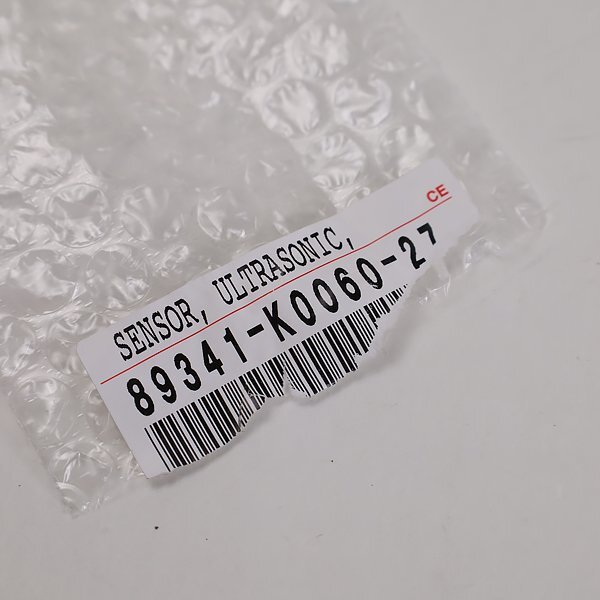 CE
SENSOR, ULTRASONIC,
89341-K0060-27